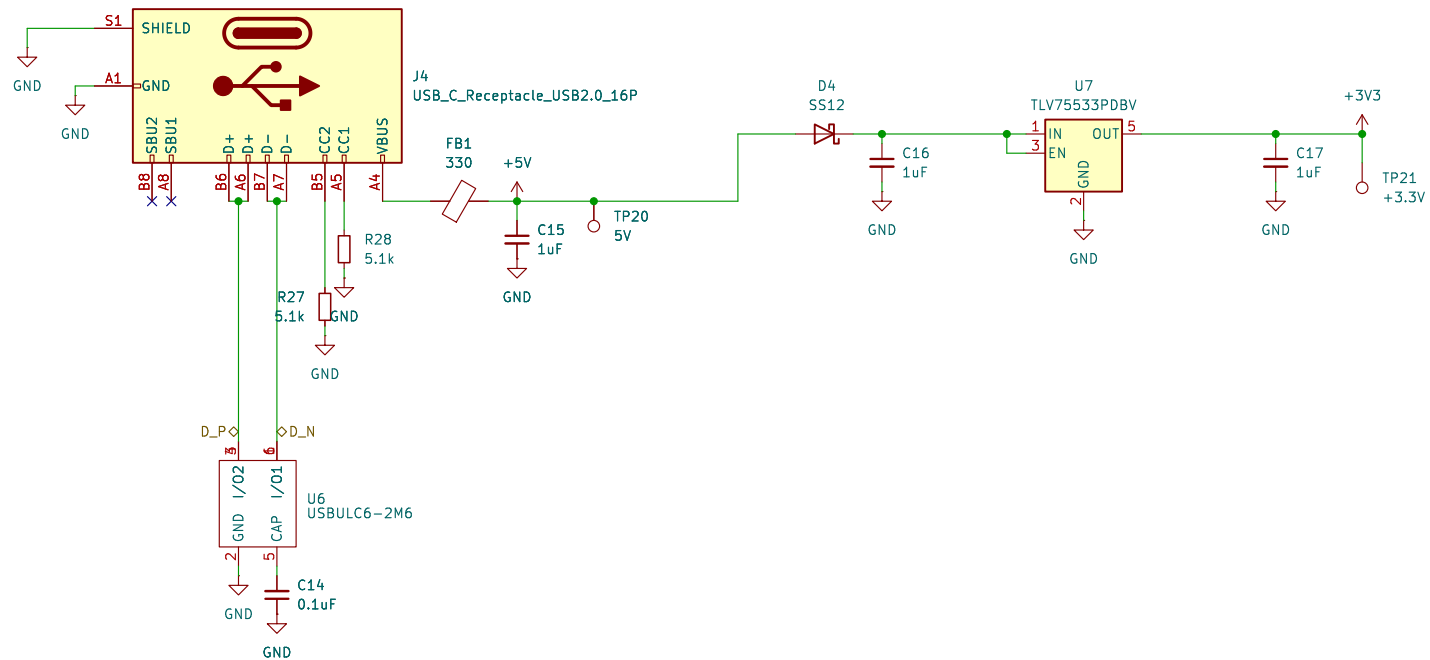 S1
SHIELD
GND
A1
GND
GND
J4
USB_C_Receptacle_USB2.0_16P
SBU2
SBU1
D+
D+
D-
D-
CC2
CC1
VBUS
B8
A8
B6
A6
B7
A7
B5
A5
A4
FB1
330
+5V
C15
1uF
GND
TP20
5V
D4
SS12
C16
1uF
GND
U7
TLV75533PDBV
1
IN
3
EN
OUT
5
GND
2
GND
C17
1uF
GND
+3V3
TP21
+3.3V
R28
5.1k
GND
R27
5.1k
GND
D_P
D_N
I/O2
I/O1
GND
CAP
U6
USBULC6-2M6
2
5
GND
C14
0.1uF
GND